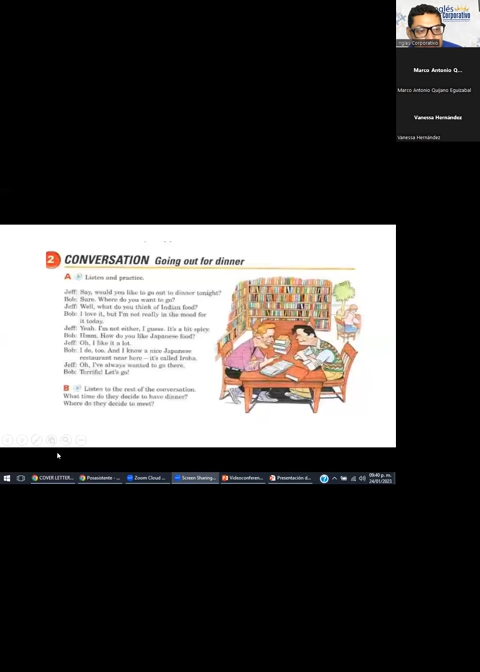 Inglés
Corporativo
Inglés Corporativo
Marco Antonio Q...
Marco Antonio Quijano Eguizabal
Vanessa Hernández
Vanessa Hernández
2 CONVERSATION Going out for dinner
A Listen and practice.
Jeff: Say, would you like to go out to dinner tonight?
Bob: Sure. Where do you want to go?
Jeff: Well, what do you think of Indian food?
Bob: I love it, but I'm not really in the mood for
it today.
Jeff: Yeah. I'm not either, I guess. It's a bit spicy.
Bob: Hmm. How do you like Japanese food?
Jeff: Oh, I like it a lot.
Bob: I do, too. And I know a nice Japanese
restaurant near here – it's called Iroha.
Jeff: Oh, I've always wanted to go there.
Bob: Terrific! Let's go!
B Listen to the rest of the conversation.
What time do they decide to have dinner?
Where do they decide to meet?
COVER LETTER...
Posasistente - ...
Zoom Cloud ...
Screen Sharing...
Videoconferen...
Presentación d...
09:40 p. m.
24/01/2023